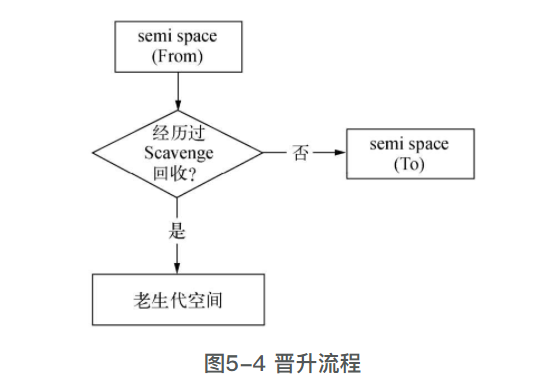 semi space
(From)
经历过
Scavenge
回收?
否
semi space
(To)
是
老生代空间
图5-4 晋升流程